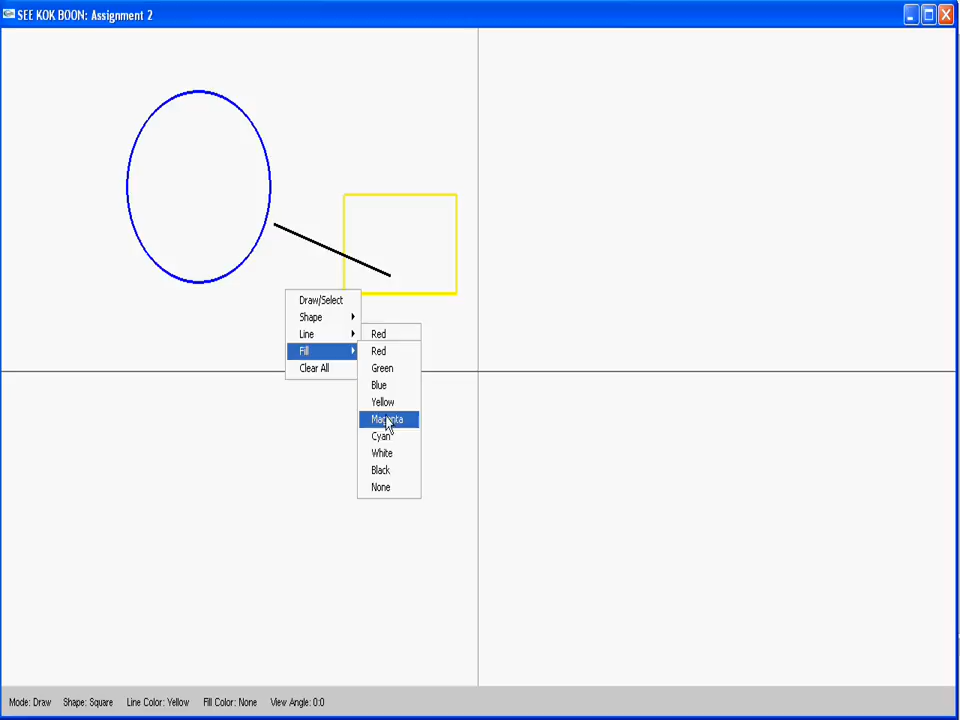 SEE KOK BOON: Assignment 2
Draw/Select
Shape
Line
Fill
Clear All
Red
Red
Green
Blue
Yellow
Magenta
Cyan
White
Black
None
Mode: Draw Shape: Square Line Color: Yellow Fill Color: None View Angle: 0:0